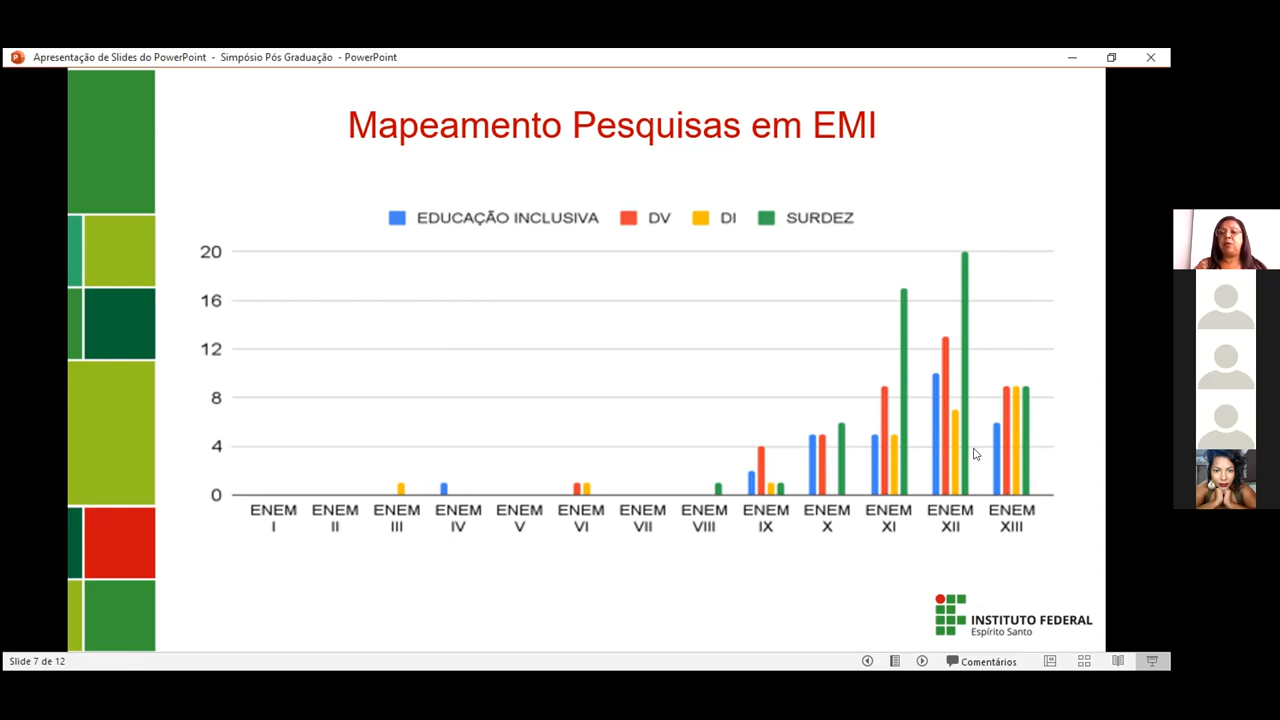 Apresentação de Slides do PowerPoint - Simpósio Pós Graduação - PowerPoint
Mapeamento Pesquisas em EMI
EDUCAÇÃO INCLUSIVA DV DI SURDEZ
20
16
12
8
4
0
ENEM I ENEM II ENEM III ENEM IV ENEM V ENEM VI ENEM VII ENEM VIII ENEM IX ENEM X ENEM XI ENEM XII ENEM XIII
INSTITUTO FEDERAL
Espírito Santo
Slide 7 de 12
Comentários